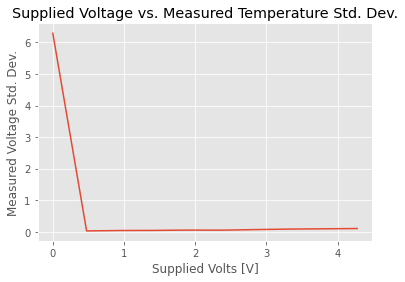 Supplied Voltage vs. Measured Temperature Std. Dev.
6
5
4
3
2
1
0
Measured Voltage Std. Dev.
0 1 2 3 4
Supplied Volts [V]